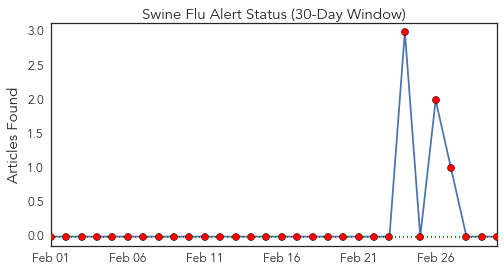 Swine Flu Alert Status (30-Day Window)
Articles Found
3.0
2.5
2.0
1.5
1.0
0.5
0.0
Feb 01 Feb 06 Feb 11 Feb 16 Feb 21 Feb 26